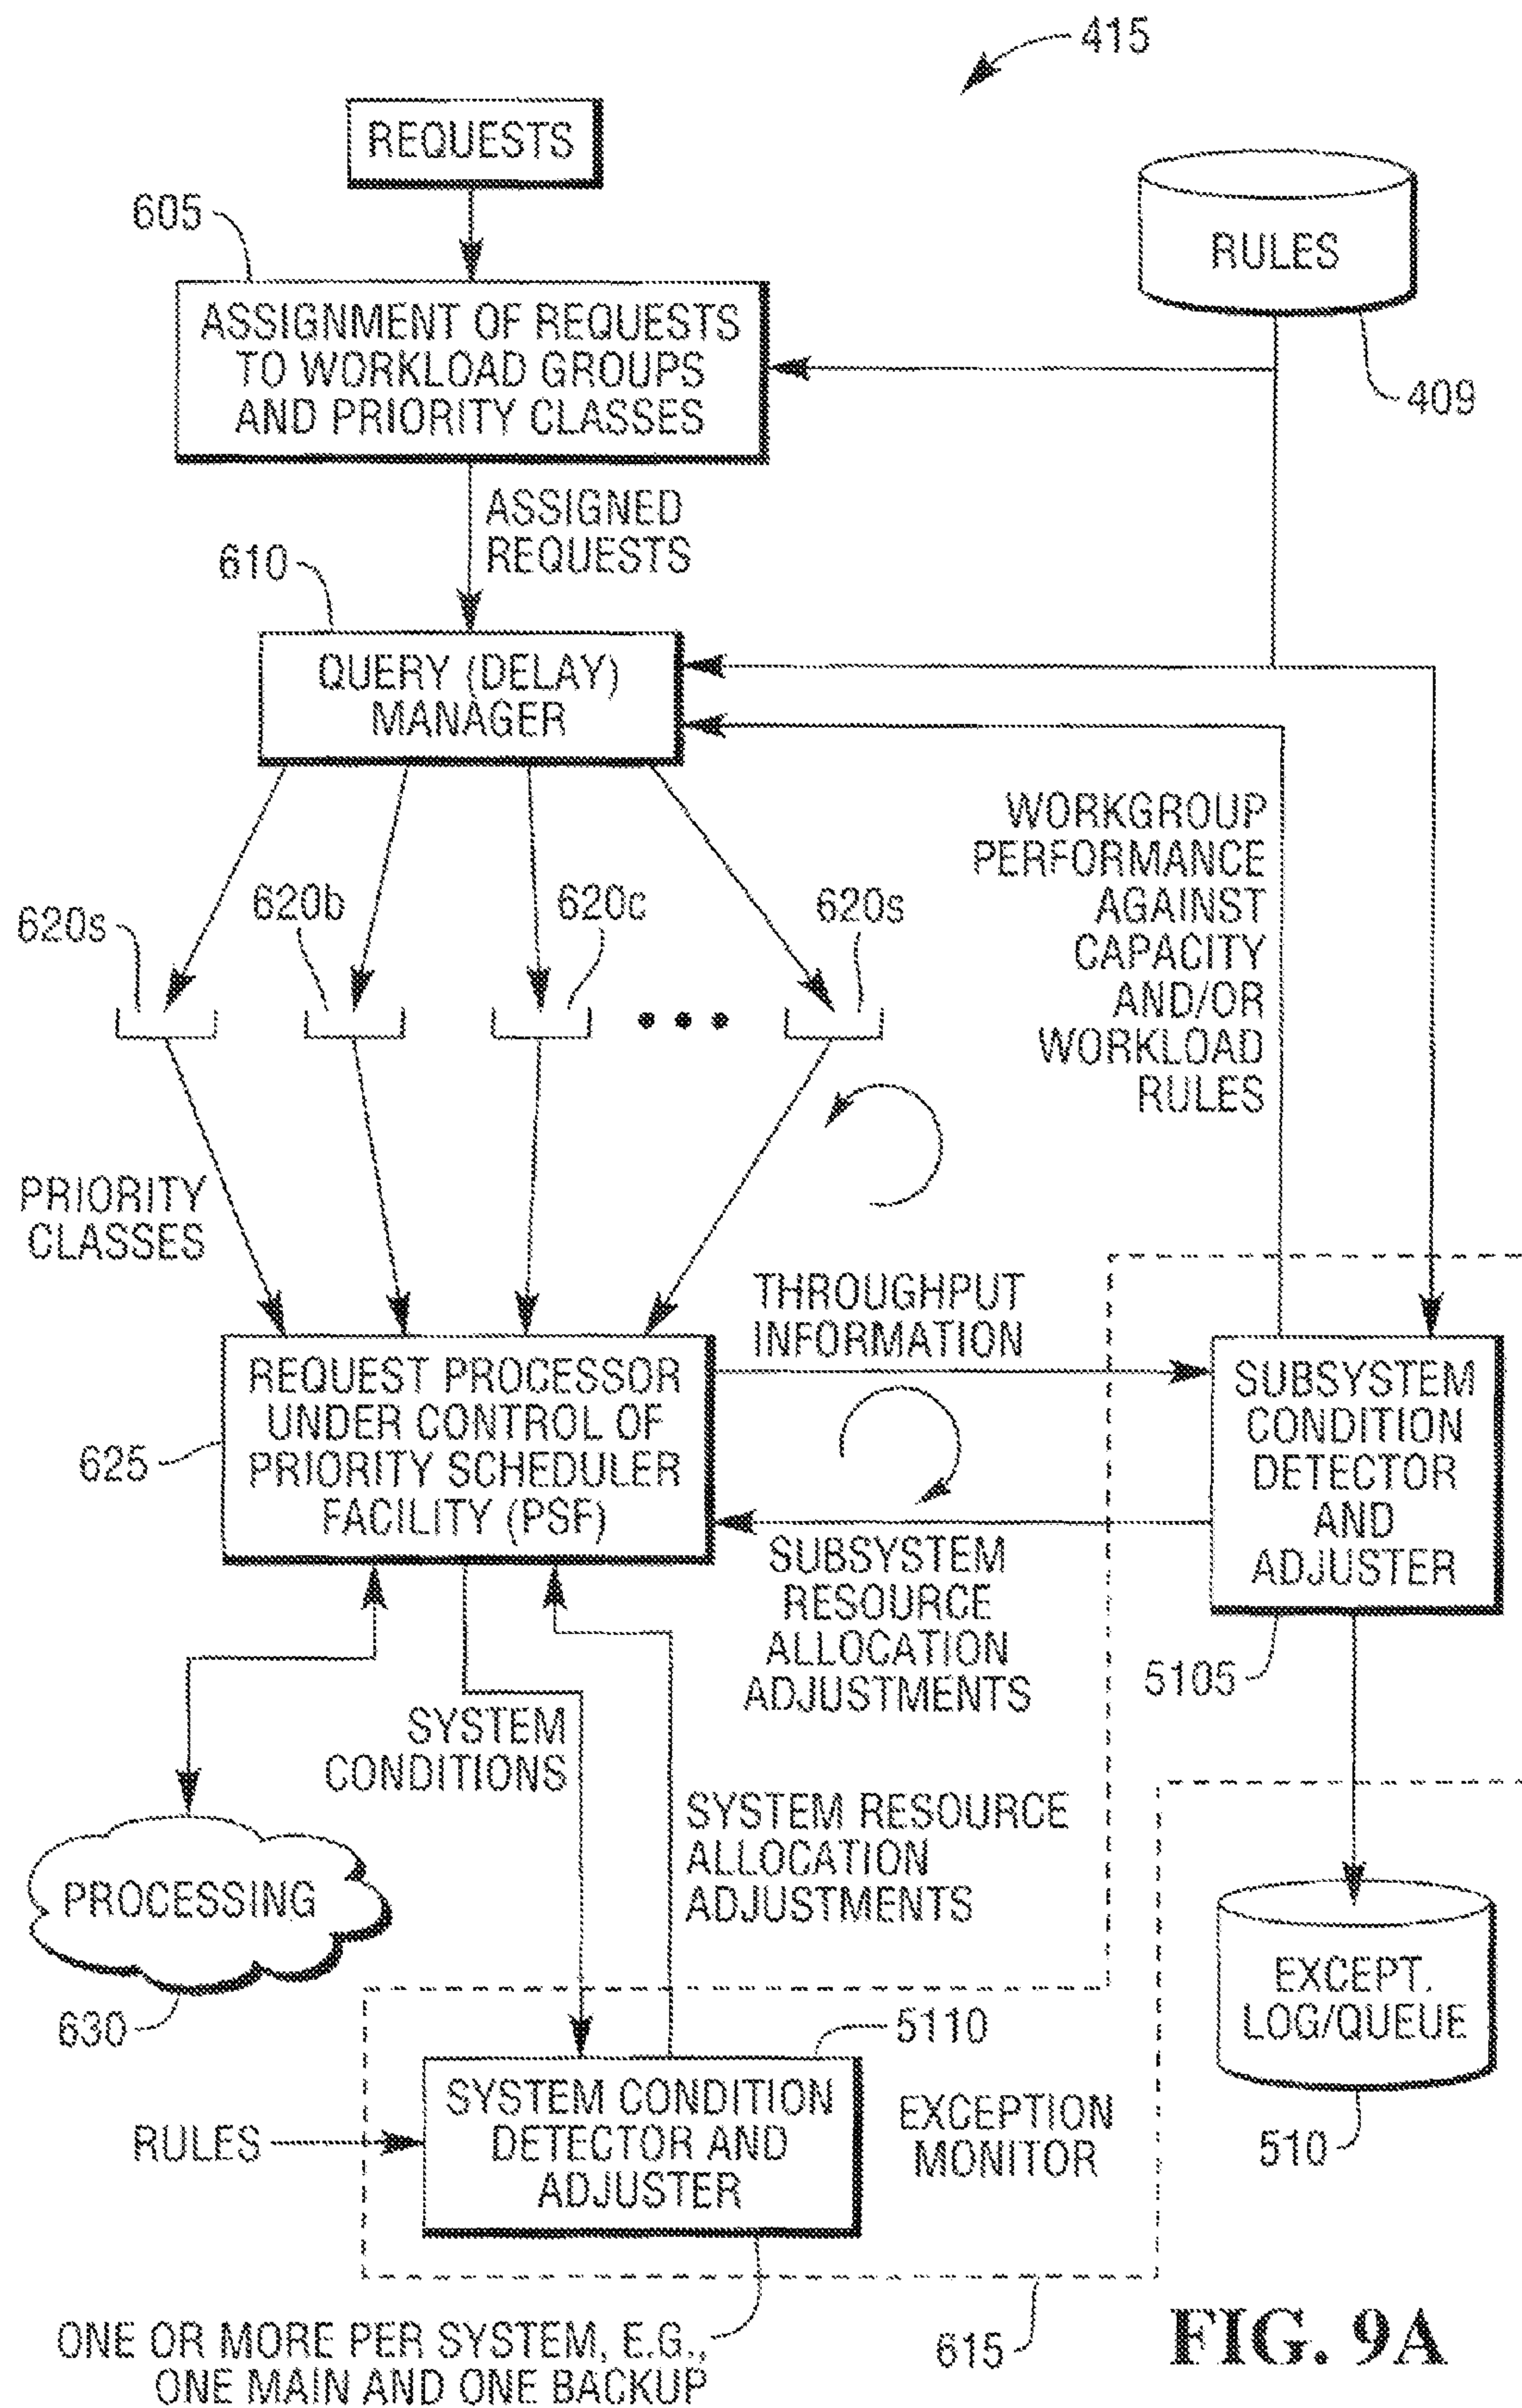 415
REQUESTS
605
RULES
409
ASSIGNMENT OF REQUESTS
TO WORKLOAD GROUPS
AND PRIORITY CLASSES
ASSIGNED
REQUESTS
610
QUERY (DELAY)
MANAGER
WORKGROUP
PERFORMANCE
AGAINST
CAPACITY
AND/OR
WORKLOAD
RULES
620s
620b
620c
620s
PRIORITY
CLASSES
THROUGHPUT
INFORMATION
REQUEST PROCESSOR
UNDER CONTROL OF
PRIORITY SCHEDULER
FACILITY (PSF)
625
SUBSYSTEM
CONDITION
DETECTOR
AND
ADJUSTER
5105
SUBSYSTEM
RESOURCE
ALLOCATION
ADJUSTMENTS
SYSTEM
CONDITIONS
SYSTEM RESOURCE
ALLOCATION
ADJUSTMENTS
PROCESSING
630
EXCEPT.
LOG/QUEUE
510
5110
SYSTEM CONDITION
DETECTOR AND
ADJUSTER
RULES
EXCEPTION
MONITOR
ONE OR MORE PER SYSTEM, E.G.,
ONE MAIN AND ONE BACKUP
615
FIG. 9A